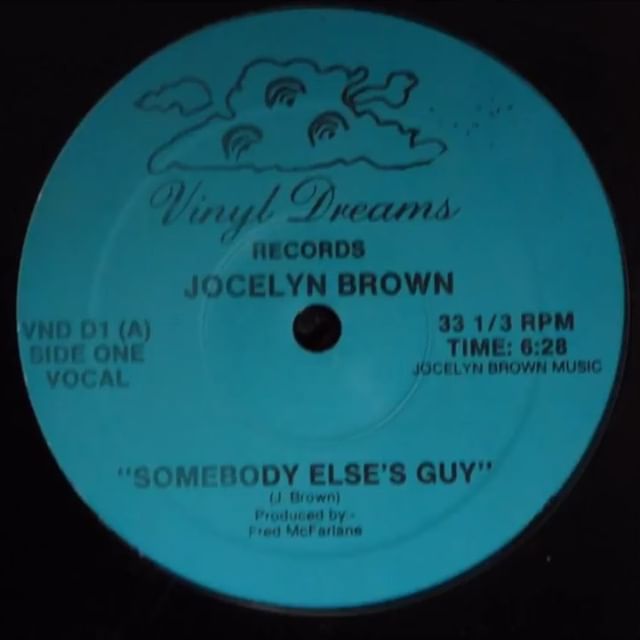 Vinyl Dreams
RECORDS
JOCELYN BROWN
VND D1 (A)
SIDE ONE
VOCAL
33 1/3 RPM
TIME: 6:28
JOCELYN BROWN MUSIC
"SOMEBODY ELSE'S GUY"
(J. Brown)
Produced by:-
Fred McFarlane